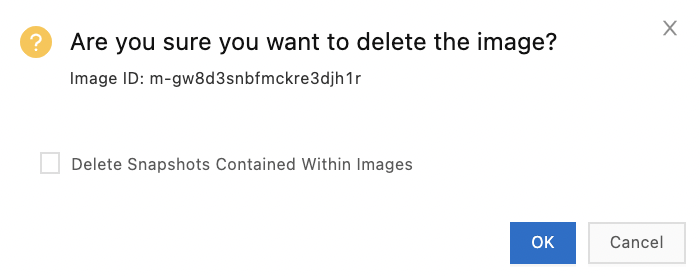 Are you sure you want to delete the image?
Image ID: m-gw8d3snbfmckre3djh1r
Delete Snapshots Contained Within Images
OK
Cancel